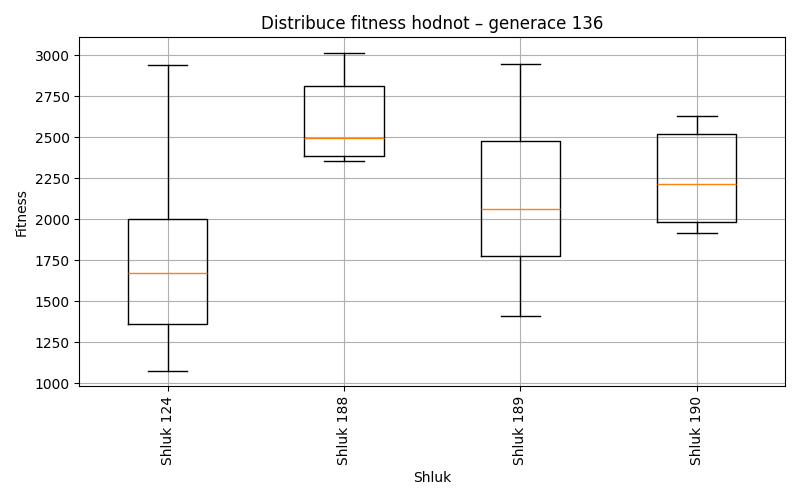 Distribuce fitness hodnot – generace 136
Fitness
3000
2750
2500
2250
2000
1750
1500
1250
1000
Shluk 124
Shluk 188
Shluk 189
Shluk 190
Shluk